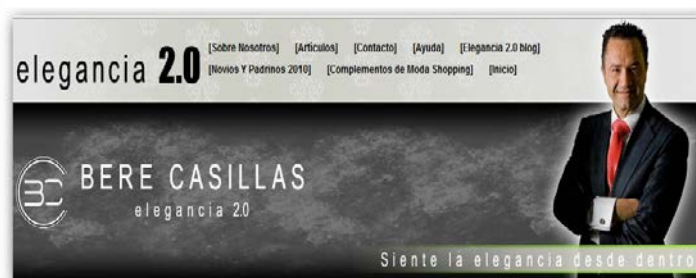 elegancia 2.0
[Sobre Nosotros] [Artículos] [Contacto] [Ayuda] [Elegancia 2.0 blog]
[Novios Y Padrinos 2010] [Complementos de Moda Shopping] [Inicio]
BC
BERE CASILLAS
elegancia 2.0
Siente la elegancia desde dentro